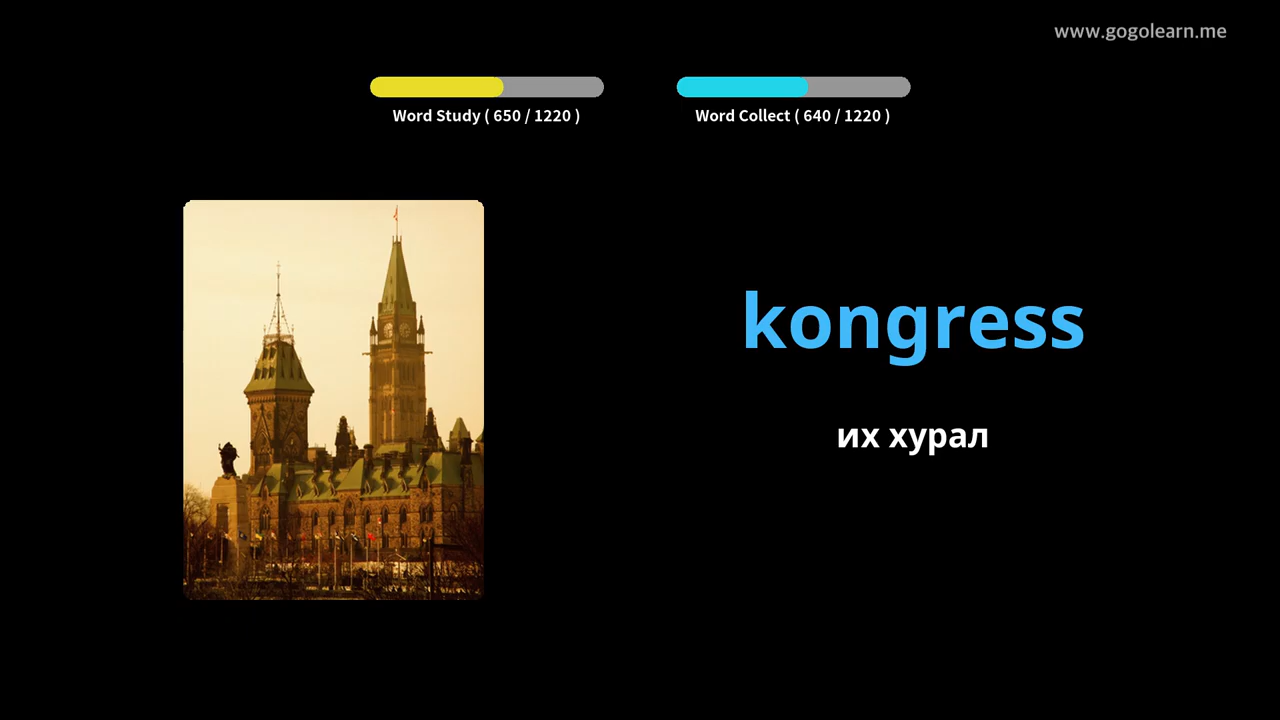 www.gogolearn.me
Word Study ( 650 / 1220 )
Word Collect ( 640 / 1220 )
kongress
их хурал